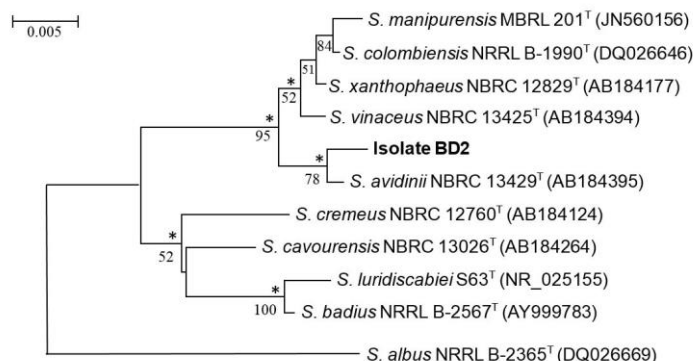 0.005
S. manipurensis MBRL 201ᵀ (JN560156)
84
S. colombiensis NRRL B-1990ᵀ (DQ026646)
51
S. xanthophaeus NBRC 12829ᵀ (AB184177)
*
52
S. vinaceus NBRC 13425ᵀ (AB184394)
*
95
Isolate BD2
*
78
S. avidinii NBRC 13429ᵀ (AB184395)
S. cremeus NBRC 12760ᵀ (AB184124)
*
52
S. cavourensis NBRC 13026ᵀ (AB184264)
S. luridiscabiei S63ᵀ (NR_025155)
*
100
S. badius NRRL B-2567ᵀ (AY999783)
S. albus NRRL B-2365ᵀ (DQ026669)